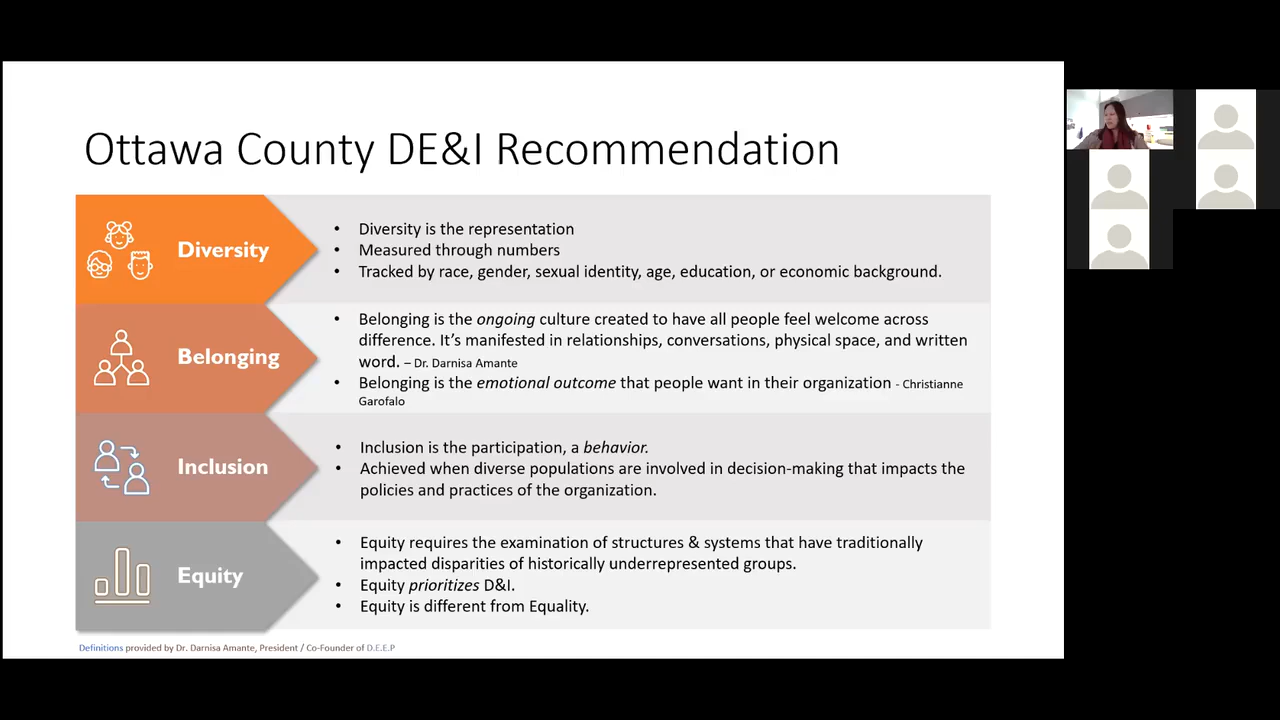 Ottawa County DE&I Recommendation
Diversity
• Diversity is the representation
• Measured through numbers
• Tracked by race, gender, sexual identity, age, education, or economic background.
Belonging
• Belonging is the ongoing culture created to have all people feel welcome across
difference. It's manifested in relationships, conversations, physical space, and written
word. – Dr. Darnisa Amante
• Belonging is the emotional outcome that people want in their organization - Christianne
Garofalo
Inclusion
• Inclusion is the participation, a behavior.
• Achieved when diverse populations are involved in decision-making that impacts the
policies and practices of the organization.
Equity
• Equity requires the examination of structures & systems that have traditionally
impacted disparities of historically underrepresented groups.
• Equity prioritizes D&I.
• Equity is different from Equality.
Definitions provided by Dr. Darnisa Amante, President / Co-Founder of D.E.E.P